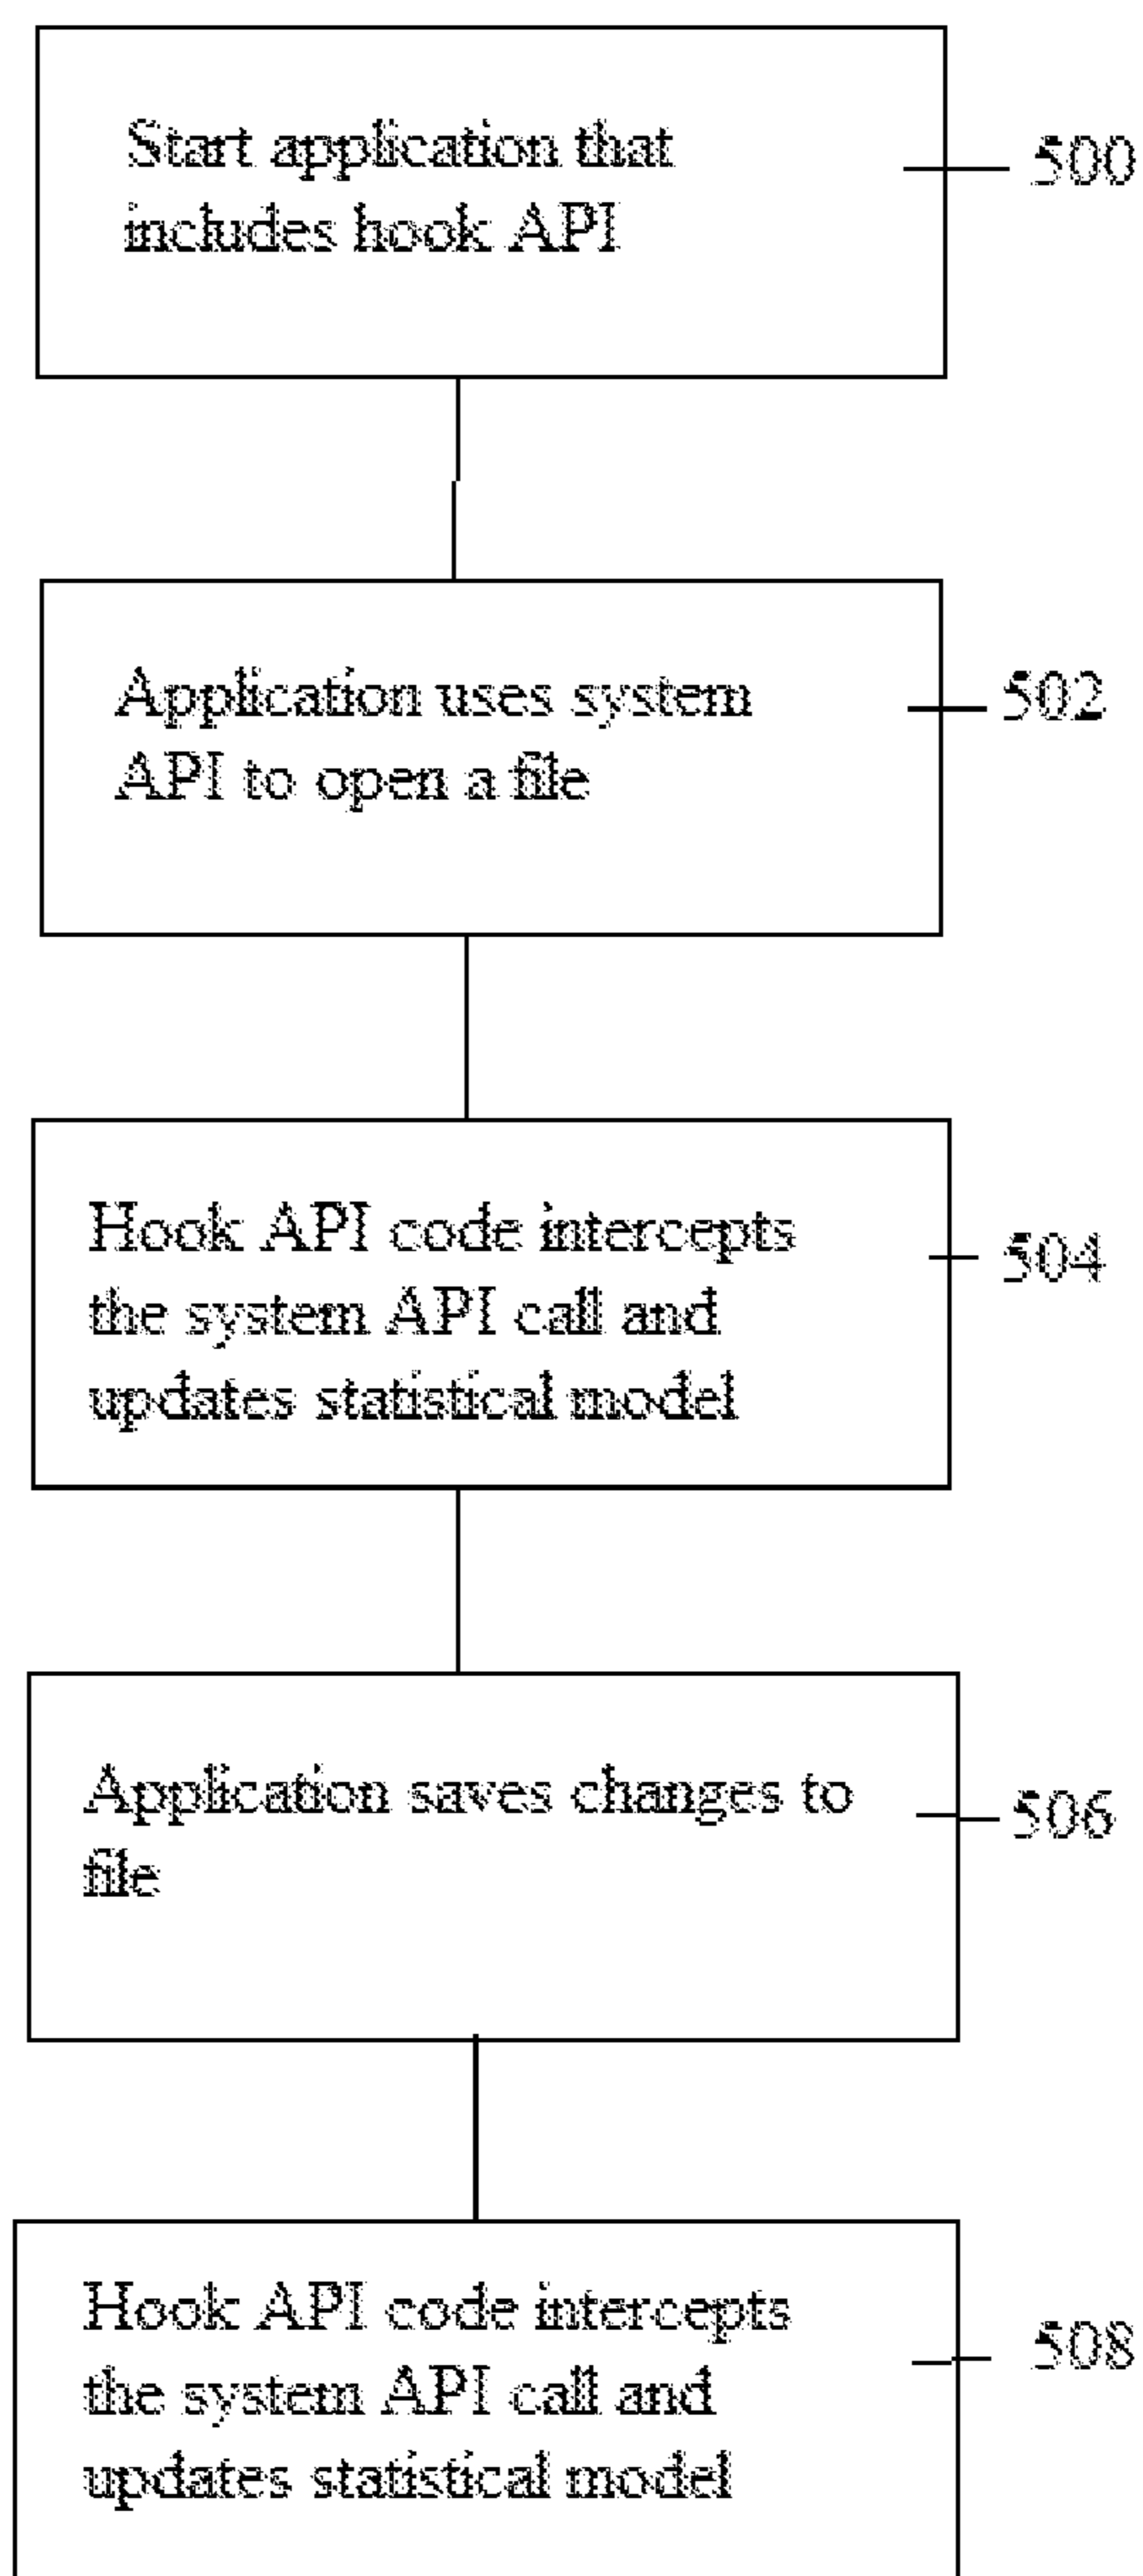 Start application that
includes hook API
500
Application uses system
API to open a file
502
Hook API code intercepts
the system API call and
updates statistical model
504
Application saves changes to
file
506
Hook API code intercepts
the system API call and
updates statistical model
508